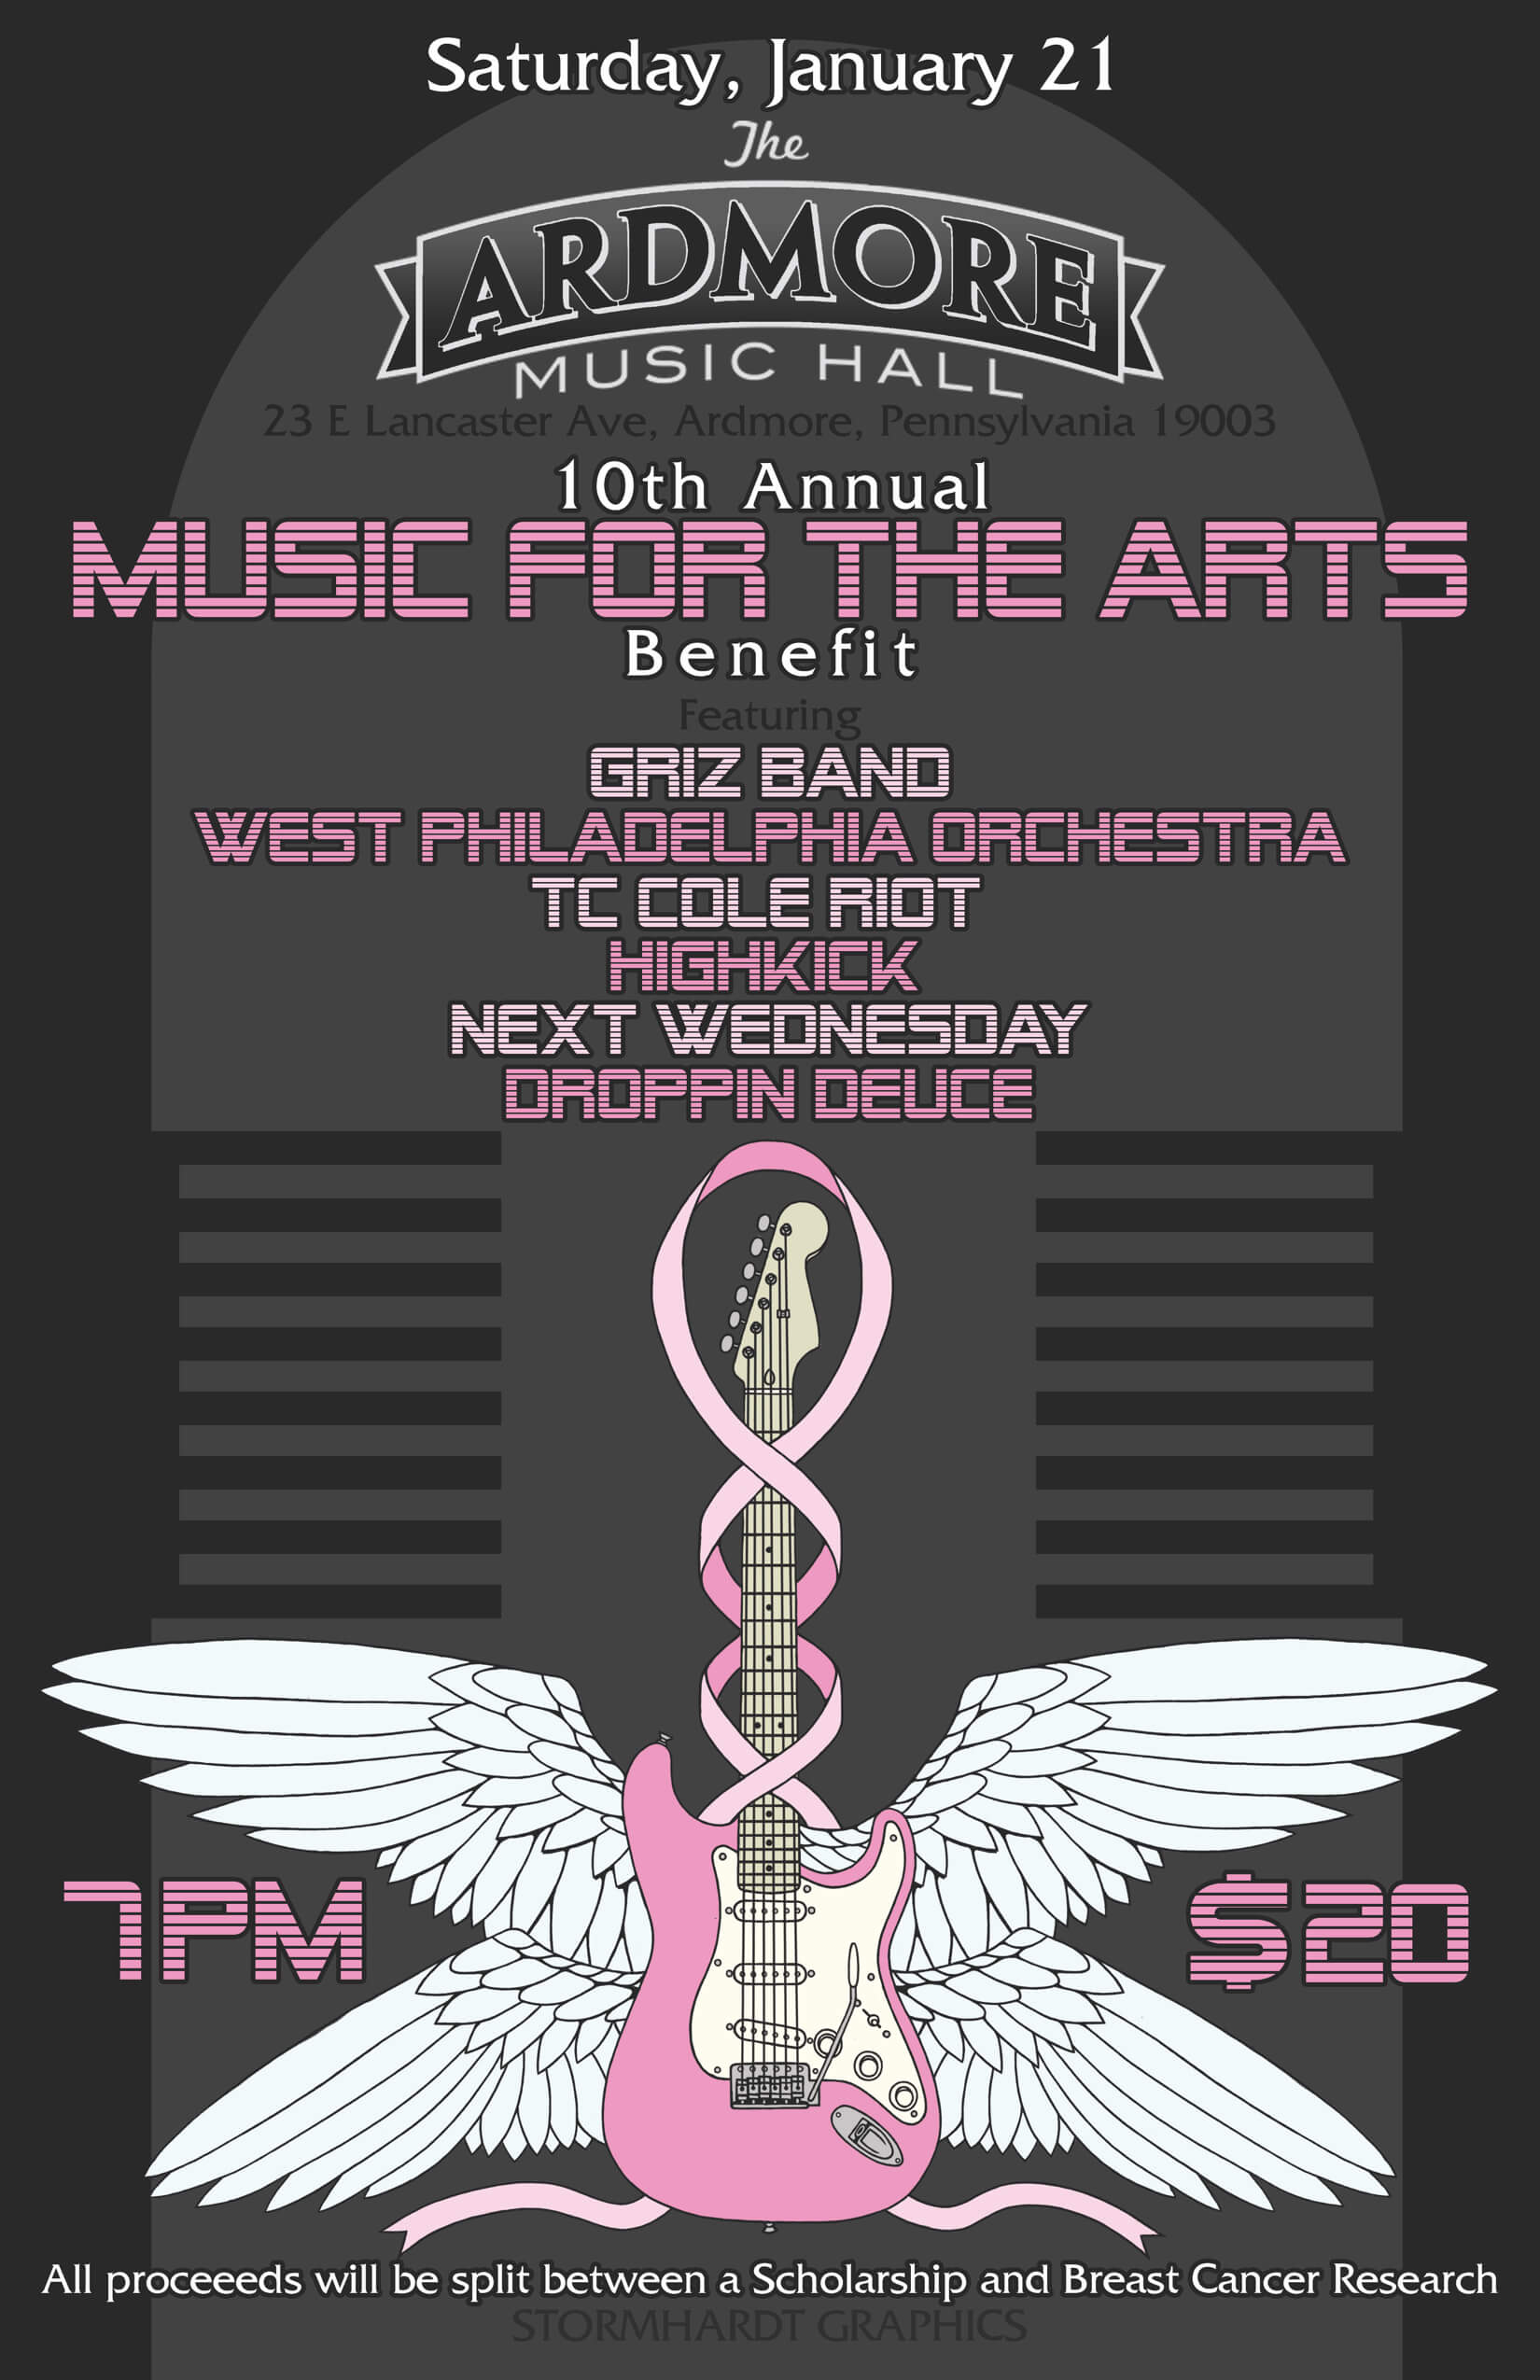 Saturday, January 21
The
ARDMORE
MUSIC HALL
23 E Lancaster Ave, Ardmore, Pennsylvania 19003
10th Annual
MUSIC FOR THE ARTS
Benefit
Featuring
GRIZ BAND
WEST PHILADELPHIA ORCHESTRA
TC COLE RIOT
HIGHKICK
NEXT WEDNESDAY
DROPPIN DEUCE
7PM
$20
All proceeeds will be split between a Scholarship and Breast Cancer Research
STORMHARDT GRAPHICS